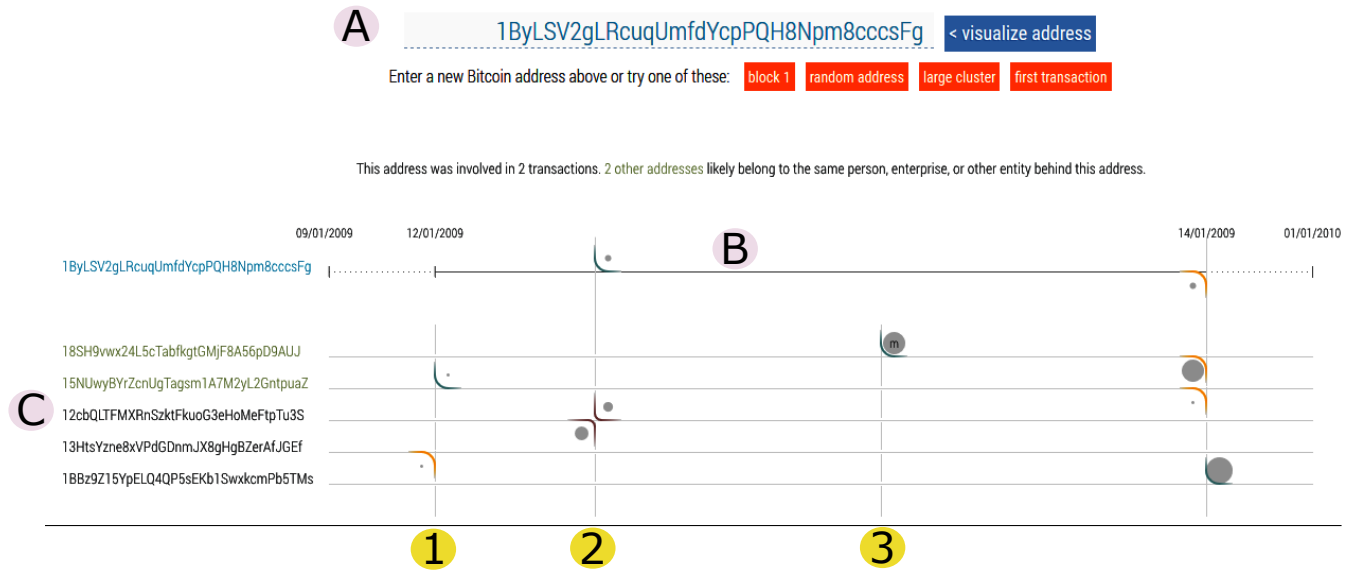 A
1ByLSV2gLRcuqUmfdYcpPQH8Npm8cccsFg < visualize address
Enter a new Bitcoin address above or try one of these: block 1 random address large cluster first transaction
This address was involved in 2 transactions. 2 other addresses likely belong to the same person, enterprise, or other entity behind this address.
09/01/2009 12/01/2009 14/01/2009 01/01/2010
B
1ByLSV2gLRcuqUmfdYcpPQH8Npm8cccsFg
18SH9vwx24L5cTabfkgtGMjF8A56pD9AUJ
m
15NUwyBYrZcnUgTagsm1A7M2yL2GntpuaZ
C
12cbQLTFMXRnSzktFkuoG3eHoMeFtpTu3S
13HtsYzne8xVPdGDnmJX8gHgBZerAfJGEf
1BBz9Z15YpELQ4QP5sEKb1SwxkcmPb5TMs
1 2 3